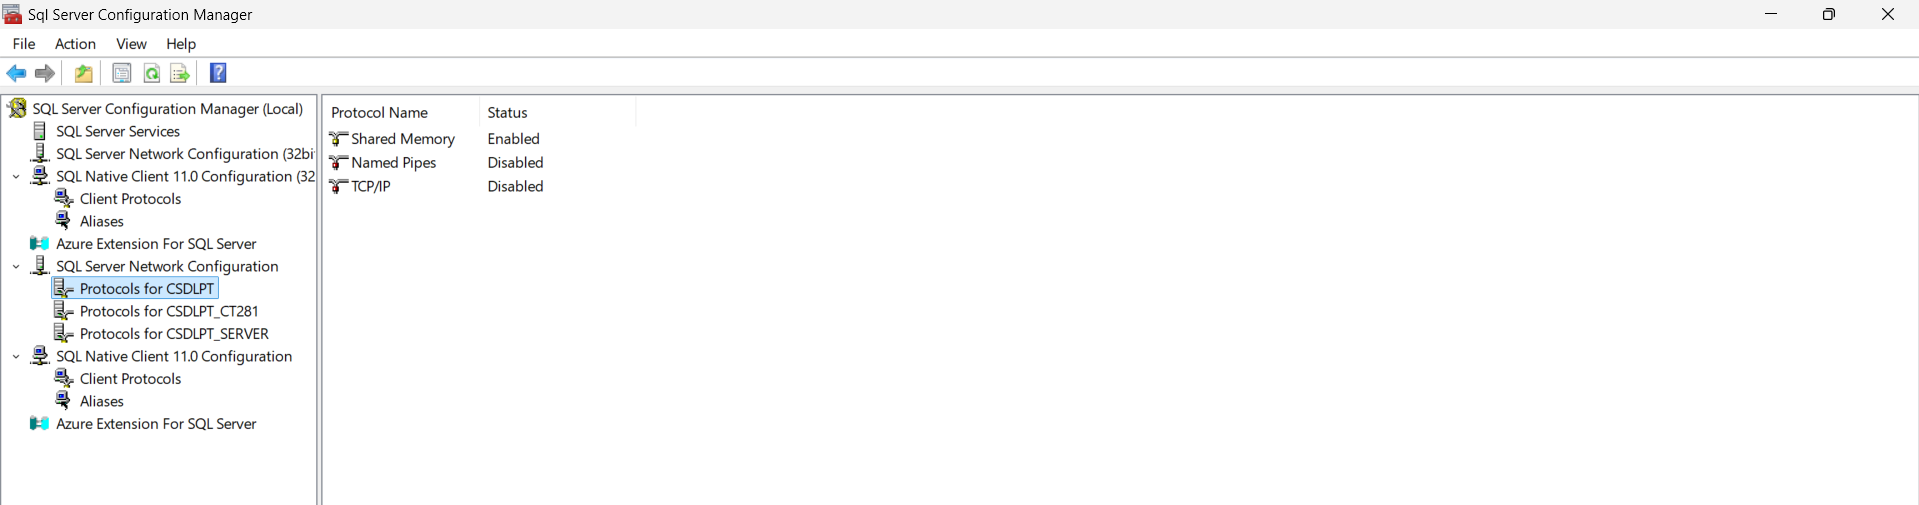 Sql Server Configuration Manager
File Action View Help
SQL Server Configuration Manager (Local)
SQL Server Services
SQL Server Network Configuration (32bi
SQL Native Client 11.0 Configuration (32
Client Protocols
Aliases
Azure Extension For SQL Server
SQL Server Network Configuration
Protocols for CSDLPT
Protocols for CSDLPT_CT281
Protocols for CSDLPT_SERVER
SQL Native Client 11.0 Configuration
Client Protocols
Aliases
Azure Extension For SQL Server
Protocol Name Status
Shared Memory Enabled
Named Pipes Disabled
TCP/IP Disabled